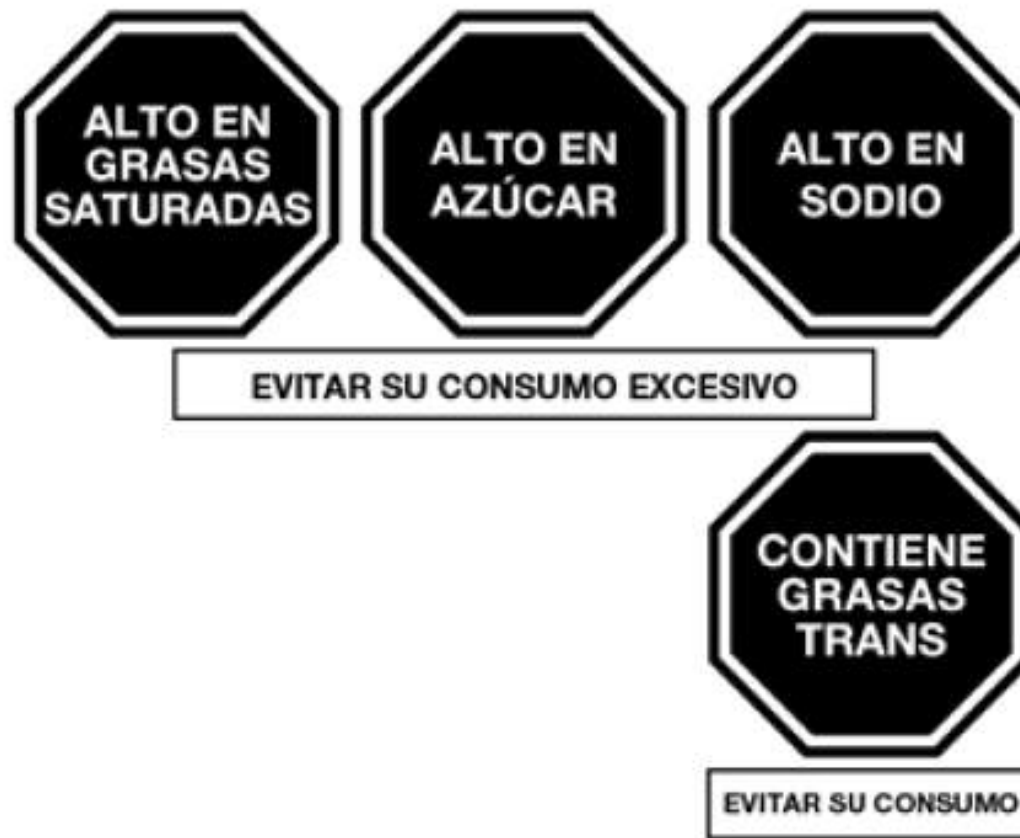 ALTO EN
GRASAS
SATURADAS
ALTO EN
AZÚCAR
ALTO EN
SODIO
EVITAR SU CONSUMO EXCESIVO
CONTIENE
GRASAS
TRANS
EVITAR SU CONSUMO